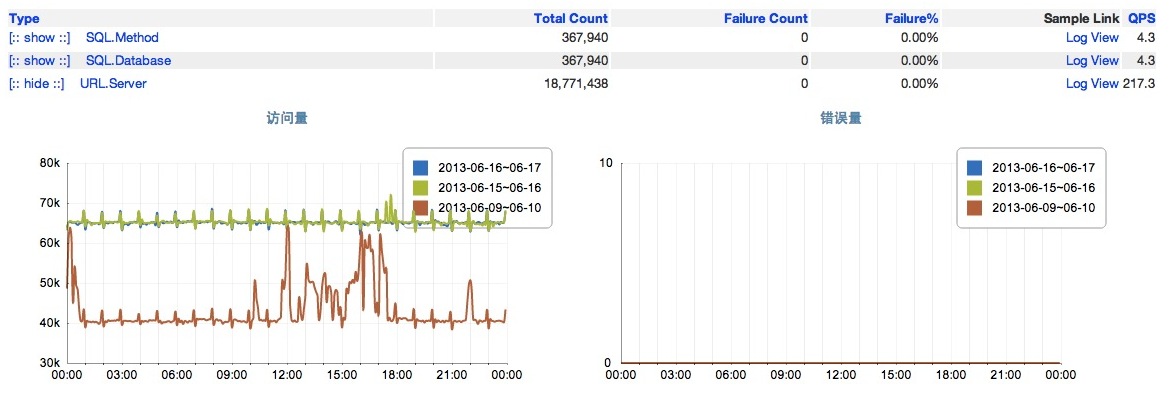 Type Total Count Failure Count Failure% Sample Link QPS
[:: show ::] SQL.Method 367,940 0 0.00% Log View 4.3
[:: show ::] SQL.Database 367,940 0 0.00% Log View 4.3
[:: hide ::] URL.Server 18,771,438 0 0.00% Log View 217.3
访问量
80k
70k
60k
50k
40k
30k
2013-06-16~06-17
2013-06-15~06-16
2013-06-09~06-10
00:00 03:00 06:00 09:00 12:00 15:00 18:00 21:00 00:00
错误量
10
0
2013-06-16~06-17
2013-06-15~06-16
2013-06-09~06-10
00:00 03:00 06:00 09:00 12:00 15:00 18:00 21:00 00:00